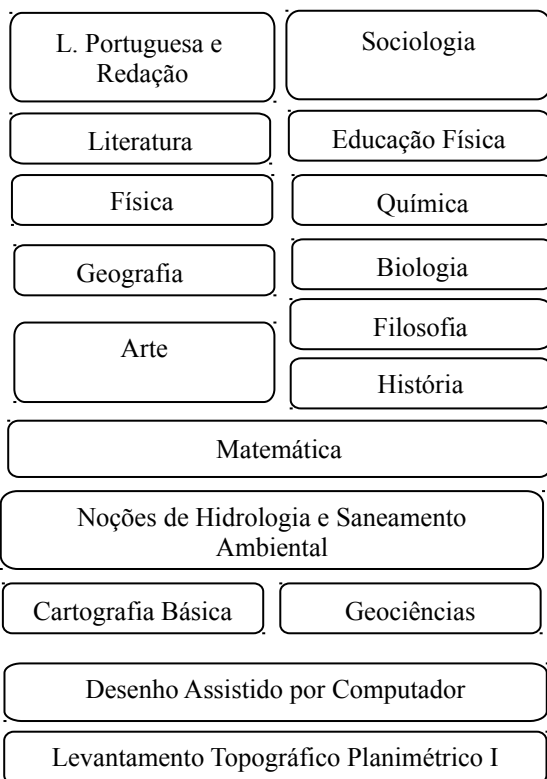 L. Portuguesa e
Redação
Sociologia
Literatura
Educação Física
Física
Química
Geografia
Biologia
Arte
Filosofia
História
Matemática
Noções de Hidrologia e Saneamento
Ambiental
Cartografia Básica
Geociências
Desenho Assistido por Computador
Levantamento Topográfico Planimétrico I